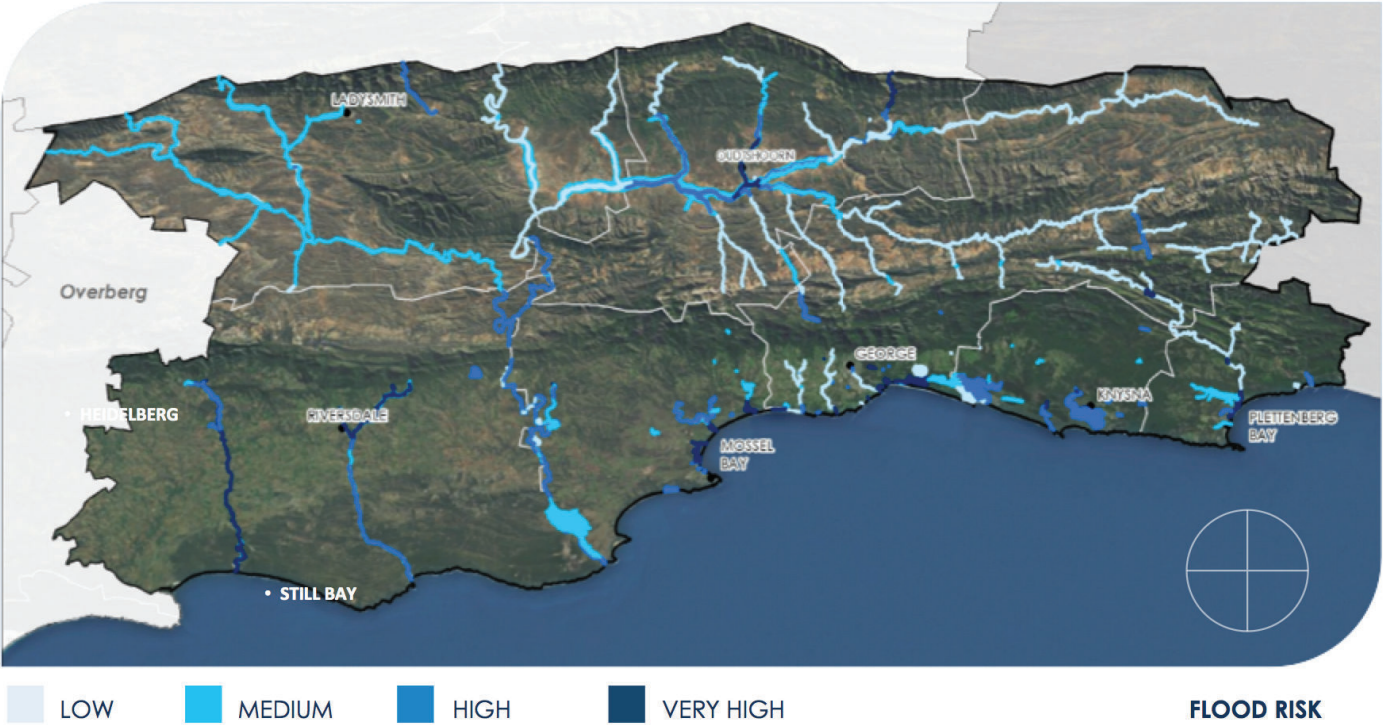 LADYSMITH
OUDTSHOORN
Overberg
GEORGE
KNYSNA
• HEIDELBERG
RIVERSDALE
PLETTENBERG
BAY
MOSSEL
BAY
• STILL BAY
LOW
MEDIUM
HIGH
VERY HIGH
FLOOD RISK